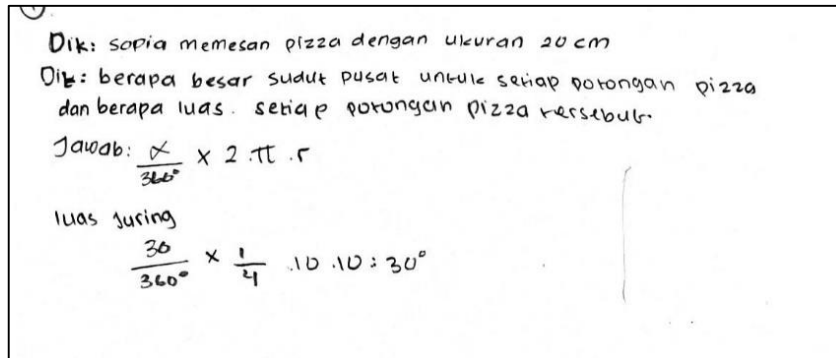 1
Dik: sopia memesan pizza dengan ukuran 20 cm
Dit: berapa besar sudut pusat untuk setiap potongan pizza
dan berapa luas. setiap potongan pizza tersebut.
Jawab: α/360° × 2.π.r
luas juring
30/360° × 1/4 .10.10 = 30°